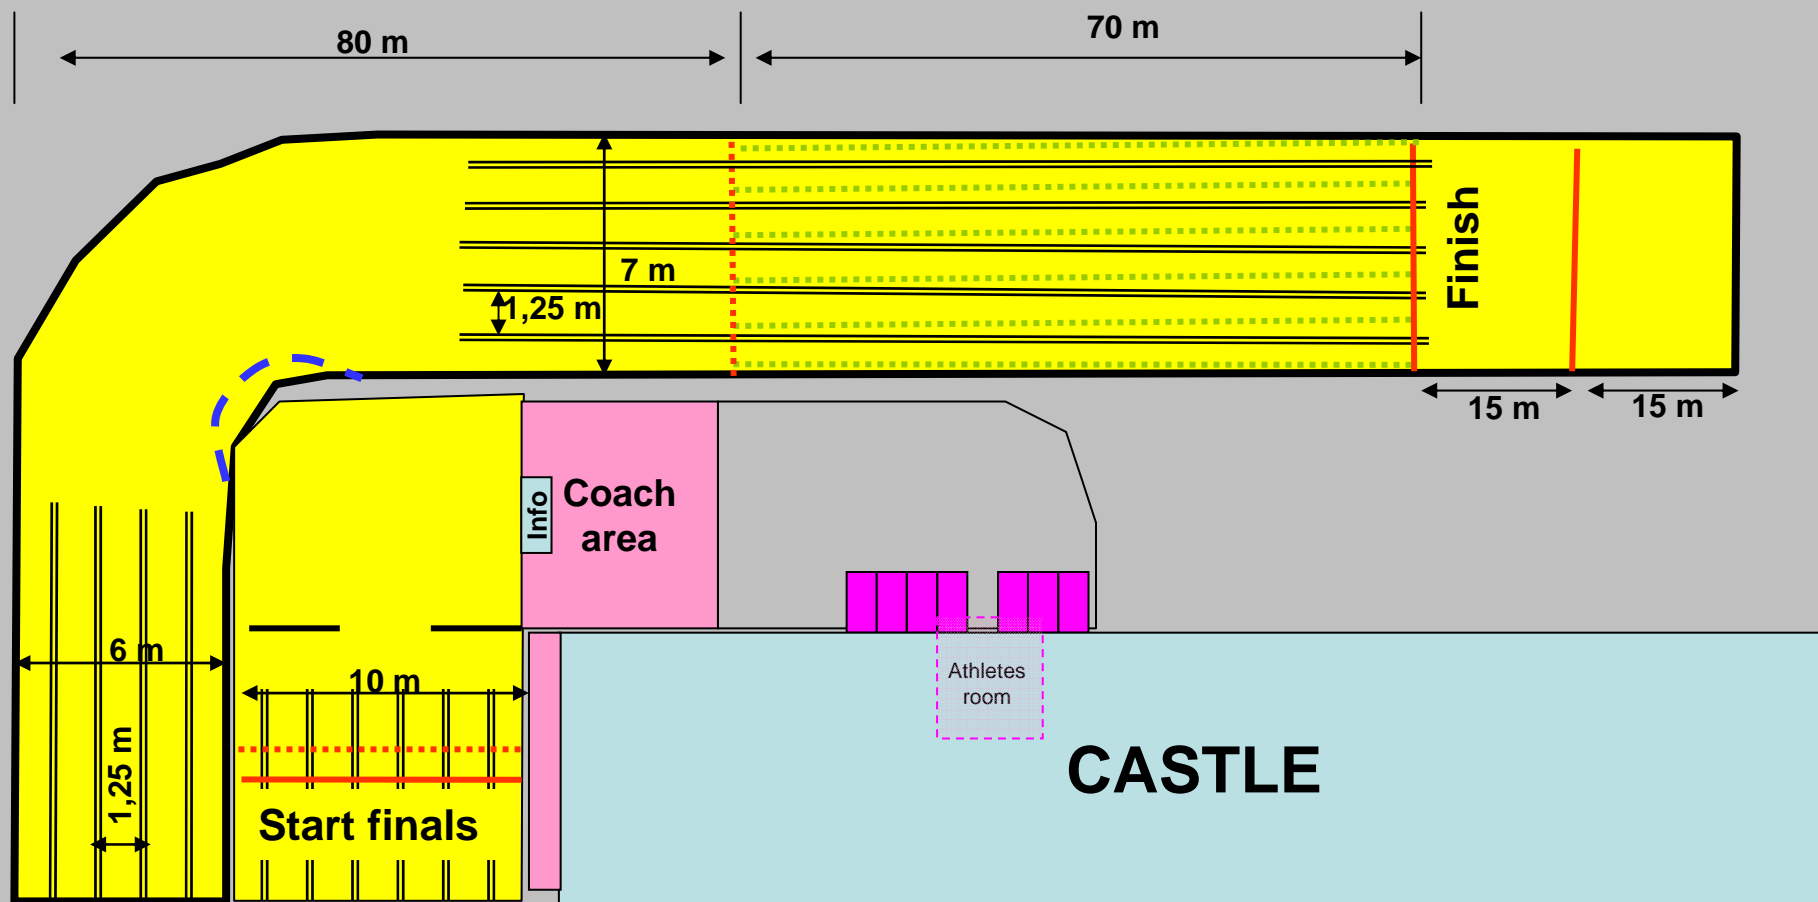 80 m
70 m
7 m
1,25 m
Finish
15 m
15 m
Info
Coach
area
6 m
10 m
Athletes
room
1,25 m
CASTLE
Start finals